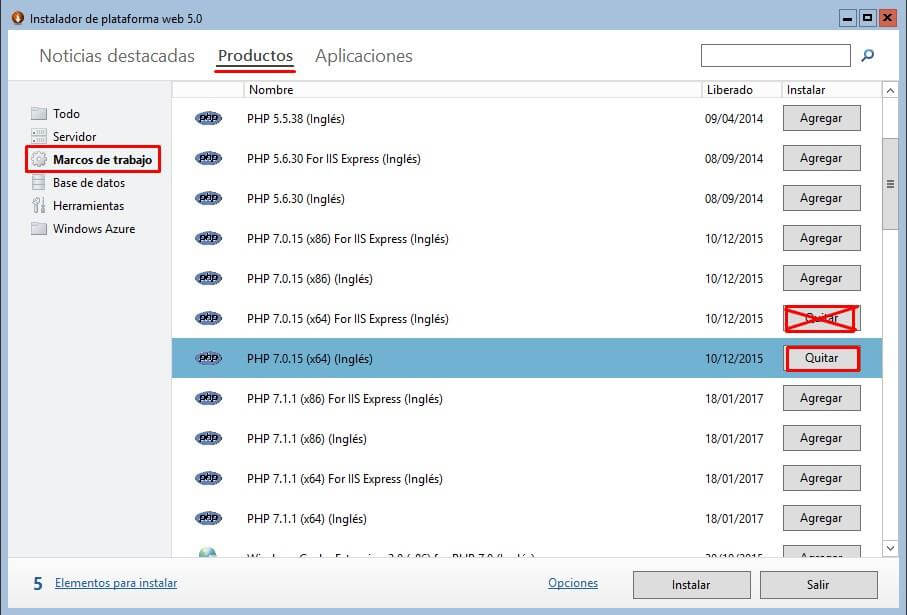 Instalador de plataforma web 5.0
Noticias destacadas Productos Aplicaciones
Nombre Liberado Instalar
Todo
Servidor
Marcos de trabajo
Base de datos
Herramientas
Windows Azure
php PHP 5.5.38 (Inglés) 09/04/2014 Agregar
php PHP 5.6.30 For IIS Express (Inglés) 08/09/2014 Agregar
php PHP 5.6.30 (Inglés) 08/09/2014 Agregar
php PHP 7.0.15 (x86) For IIS Express (Inglés) 10/12/2015 Agregar
php PHP 7.0.15 (x86) (Inglés) 10/12/2015 Agregar
php PHP 7.0.15 (x64) For IIS Express (Inglés) 10/12/2015 Quitar
php PHP 7.0.15 (x64) (Inglés) 10/12/2015 Quitar
php PHP 7.1.1 (x86) For IIS Express (Inglés) 18/01/2017 Agregar
php PHP 7.1.1 (x86) (Inglés) 18/01/2017 Agregar
php PHP 7.1.1 (x64) For IIS Express (Inglés) 18/01/2017 Agregar
php PHP 7.1.1 (x64) (Inglés) 18/01/2017 Agregar
5 Elementos para instalar Opciones Instalar Salir